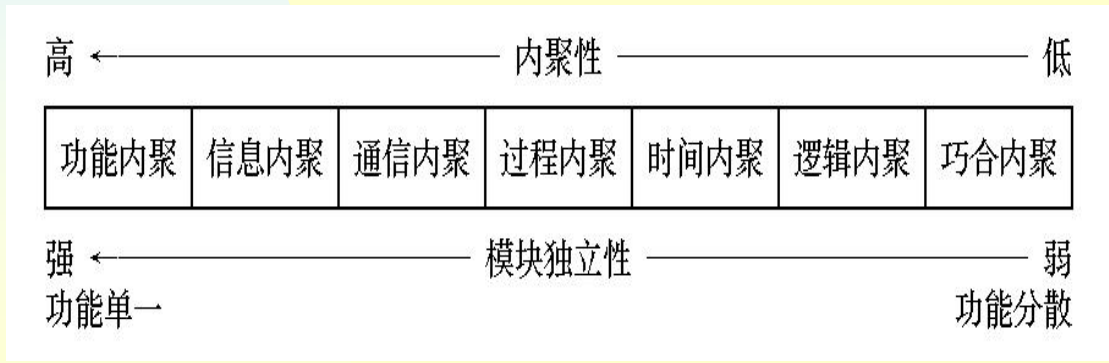 高 ← 内聚性 低
功能内聚 信息内聚 通信内聚 过程内聚 时间内聚 逻辑内聚 巧合内聚
强 ← 模块独立性 弱
功能单一 功能分散